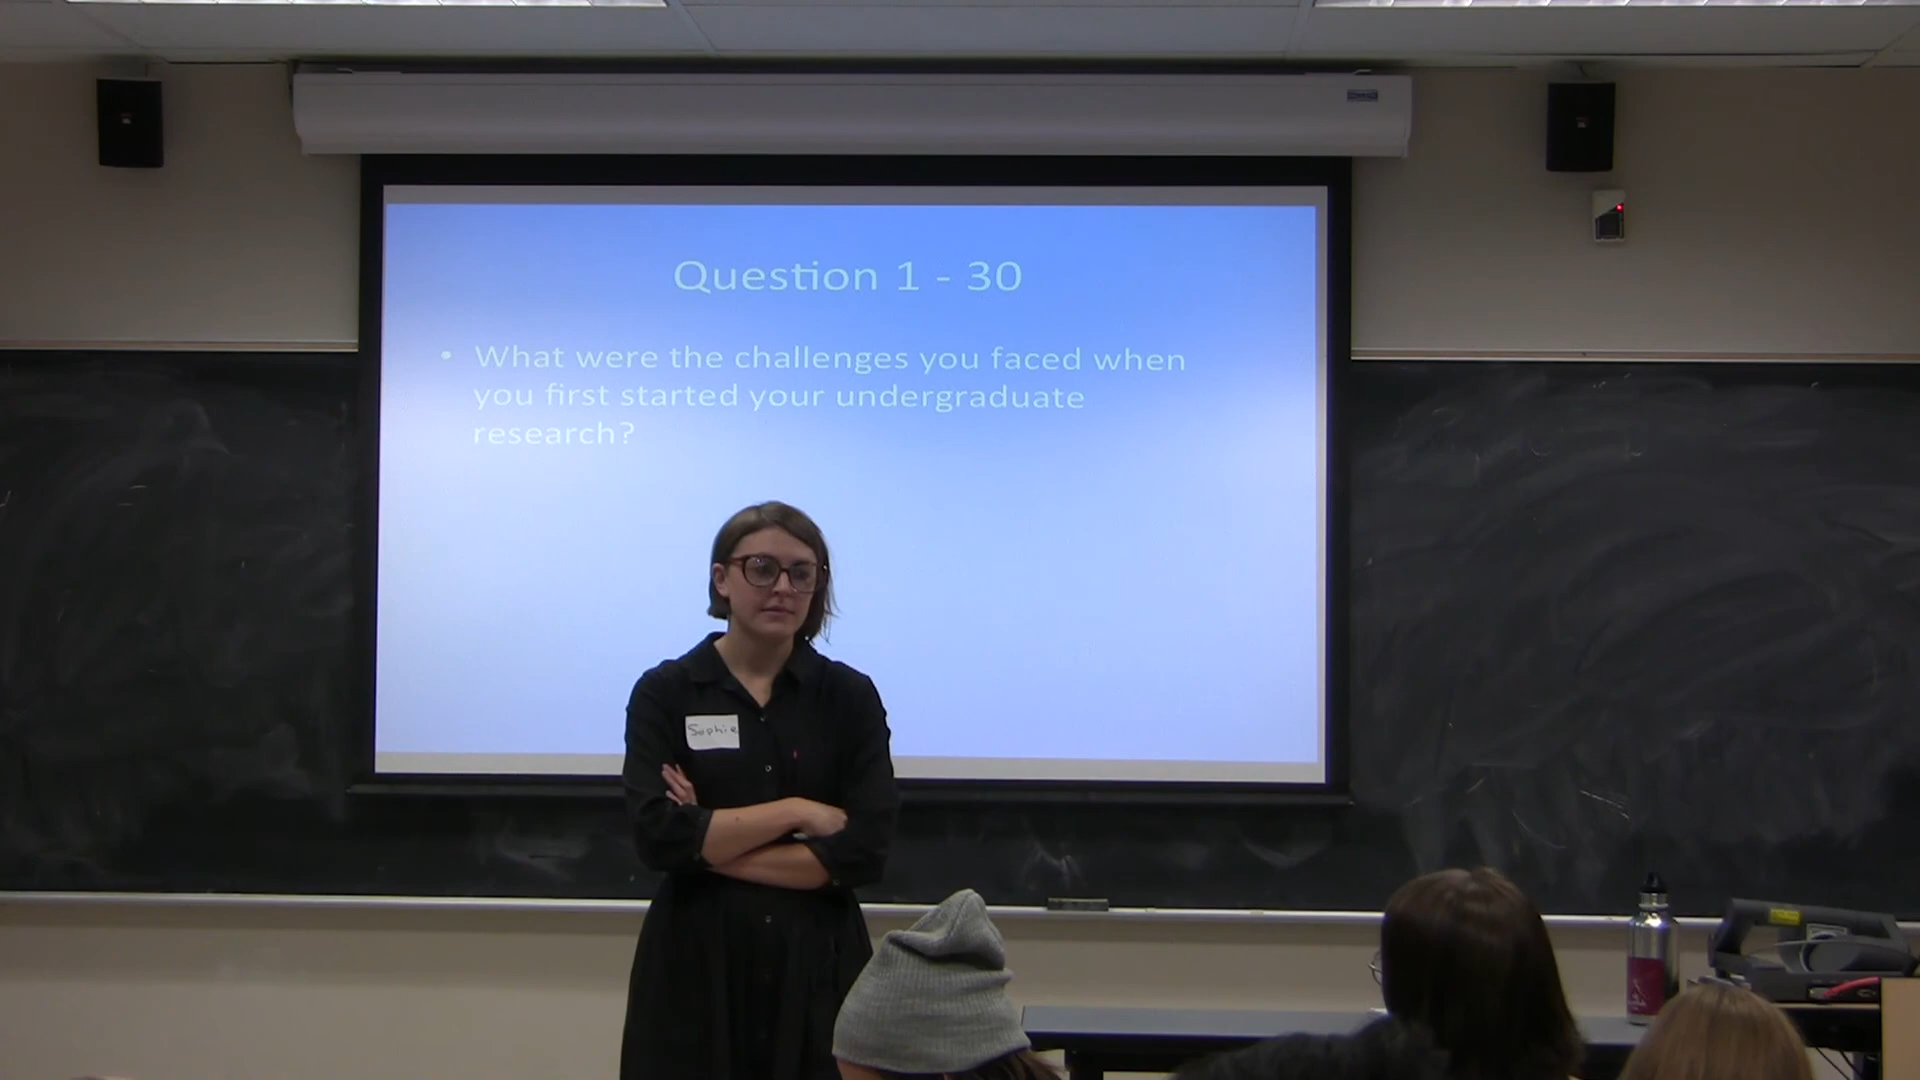 Question 1 - 30
• What were the challenges you faced when
you first started your undergraduate
research?
Sophie